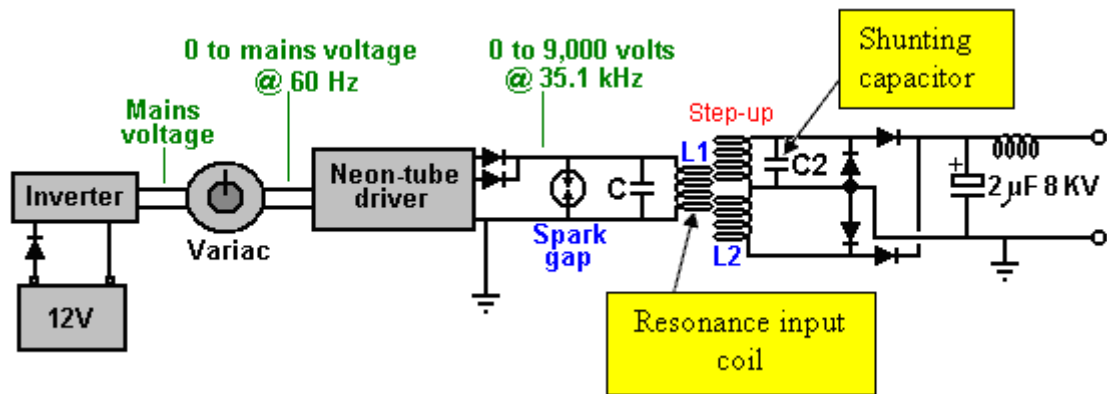 0 to mains voltage
@ 60 Hz
0 to 9,000 volts
@ 35.1 kHz
Shunting
capacitor
Mains
voltage
Step-up
Inverter
Neon-tube
driver
L1
C
C2
2 µF 8 KV
Variac
Spark
gap
L2
12V
+
Resonance input
coil